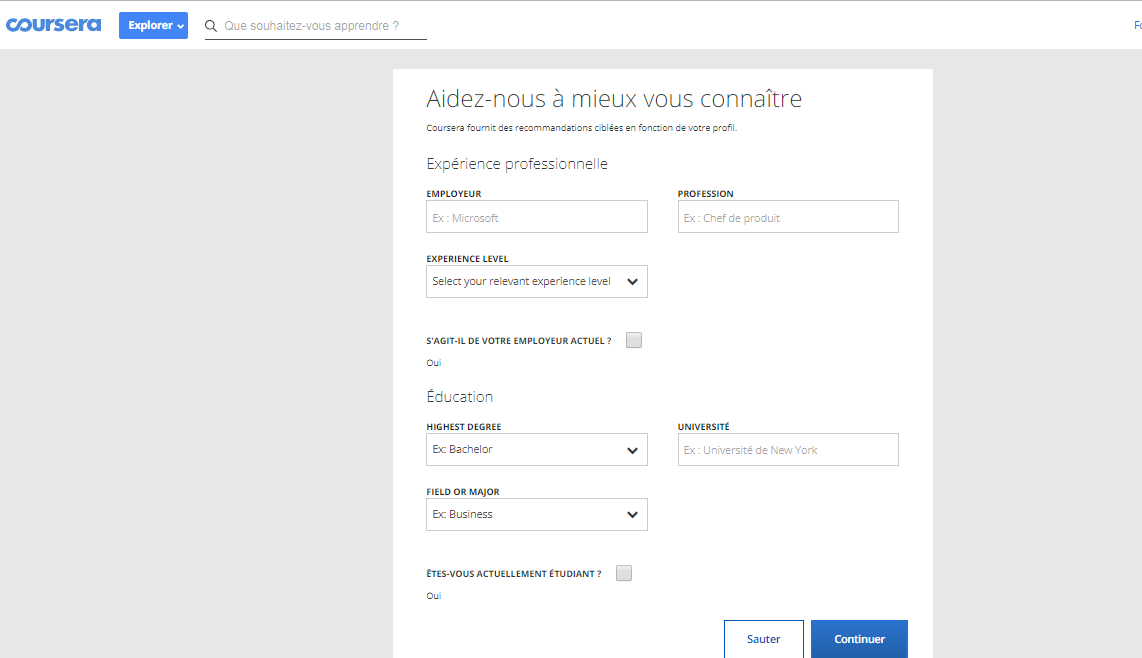 coursera Explorer Que souhaitez-vous apprendre ?
Aidez-nous à mieux vous connaître
Coursera fournit des recommandations ciblées en fonction de votre profil.
Expérience professionnelle
EMPLOYEUR PROFESSION
Ex : Microsoft Ex : Chef de produit
EXPERIENCE LEVEL
Select your relevant experience level
S'AGIT-IL DE VOTRE EMPLOYEUR ACTUEL ?
Oui
Éducation
HIGHEST DEGREE UNIVERSITÉ
Ex: Bachelor Ex : Université de New York
FIELD OR MAJOR
Ex: Business
ÊTES-VOUS ACTUELLEMENT ÉTUDIANT ?
Oui
Sauter Continuer